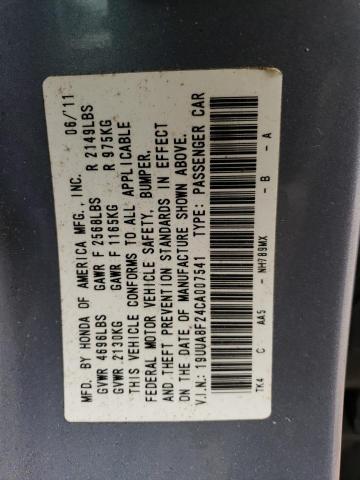 MFD. BY HONDA OF AMERICA MFG., INC. 06/11
GVWR 4696LBS GAWR F 2568LBS R 2149LBS
GVWR 2130KG GAWR F 1165KG R 975KG
THIS VEHICLE CONFORMS TO ALL APPLICABLE
FEDERAL MOTOR VEHICLE SAFETY, BUMPER,
AND THEFT PREVENTION STANDARDS IN EFFECT
ON THE DATE OF MANUFACTURE SHOWN ABOVE.
V.I.N.: 19UUA8F24CA007541 TYPE: PASSENGER CAR
TK4 C AA5 - NH789MX - B - A